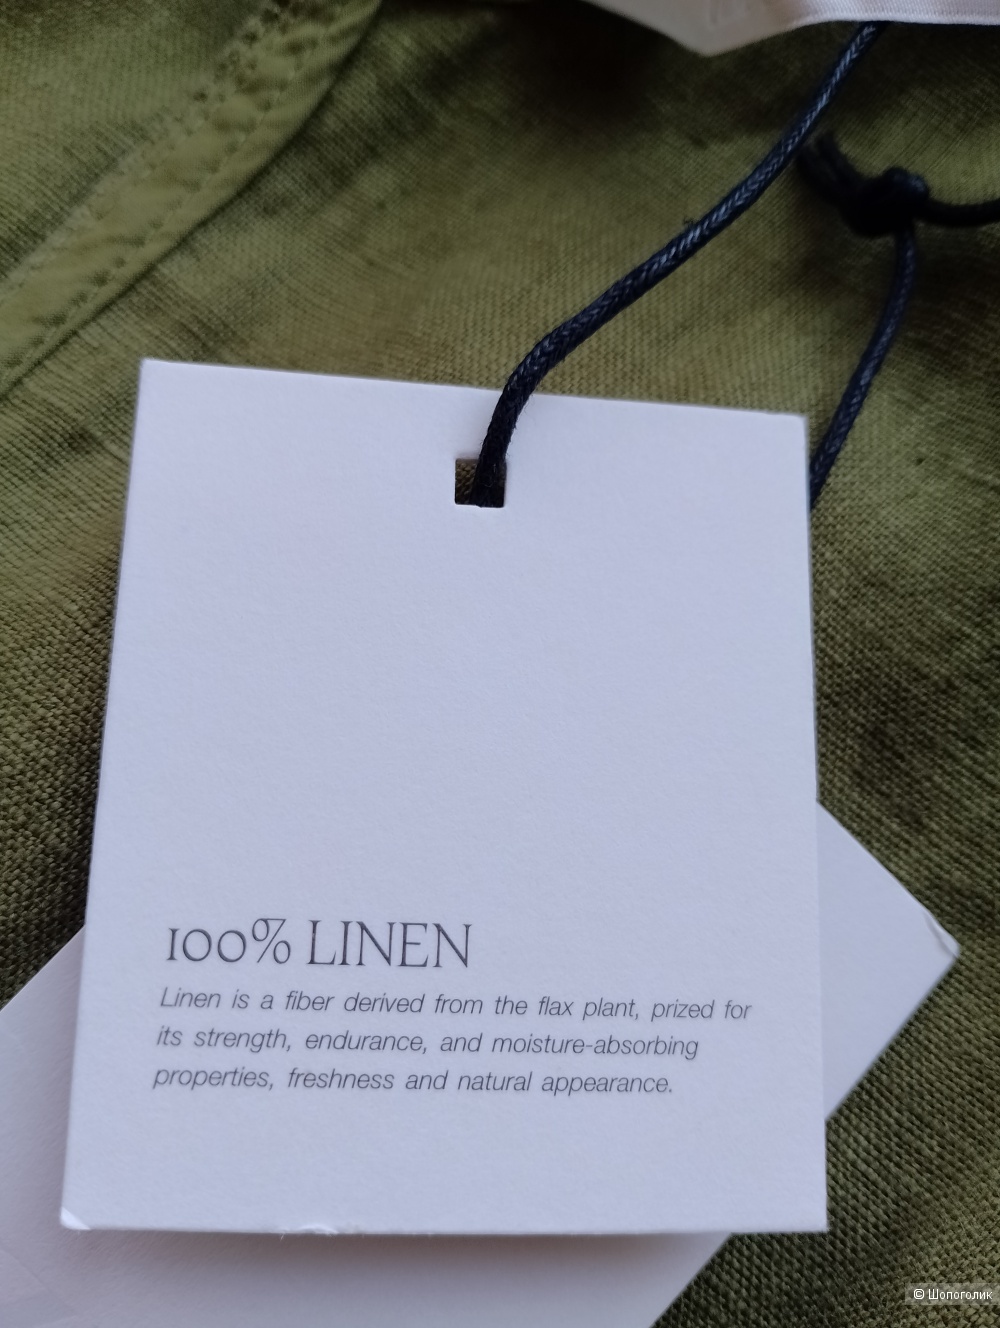 100% LINEN
Linen is a fiber derived from the flax plant, prized for
its strength, endurance, and moisture-absorbing
properties, freshness and natural appearance.
© Шопоголик